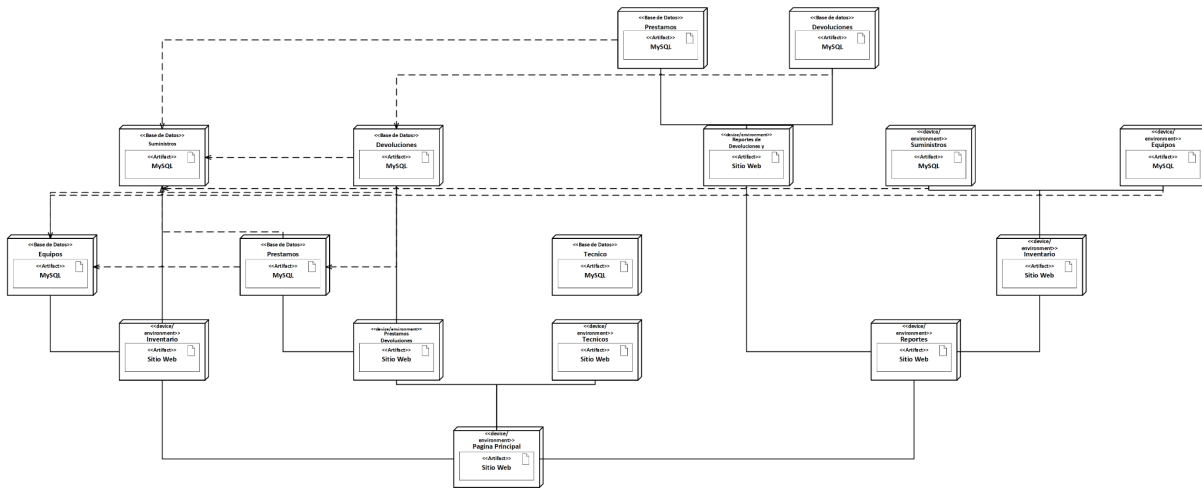 <<Base de Datos>>
Prestamos
<<Artifact>>
MySQL
<<Base de datos>>
Devoluciones
<<Artifact>>
MySQL
<<Base de Datos>>
Suministros
<<Artifact>>
MySQL
<<Base de Datos>>
Devoluciones
<<Artifact>>
MySQL
<<device/environment>>
Reportes de
Devoluciones y
<<Artifact>>
Sitio Web
<<device/
environment>>
Suministros
<<Artifact>>
MySQL
<<device/
environment>>
Equipos
<<Artifact>>
MySQL
<<Base de Datos>>
Equipos
<<Artifact>>
MySQL
<<Base de Datos>>
Prestamos
<<Artifact>>
MySQL
<<Base de Datos>>
Tecnico
<<Artifact>>
MySQL
<<device/
environment>>
Inventario
<<Artifact>>
Sitio Web
<<device/
environment>>
Inventario
<<Artifact>>
Sitio Web
<<device/environment>>
Prestamos
Devoluciones
<<Artifact>>
Sitio Web
<<device/
environment>>
Tecnicos
<<Artifact>>
Sitio Web
<<device/
environment>>
Reportes
<<Artifact>>
Sitio Web
<<device/
environment>>
Pagina Principal
<<Artifact>>
Sitio Web